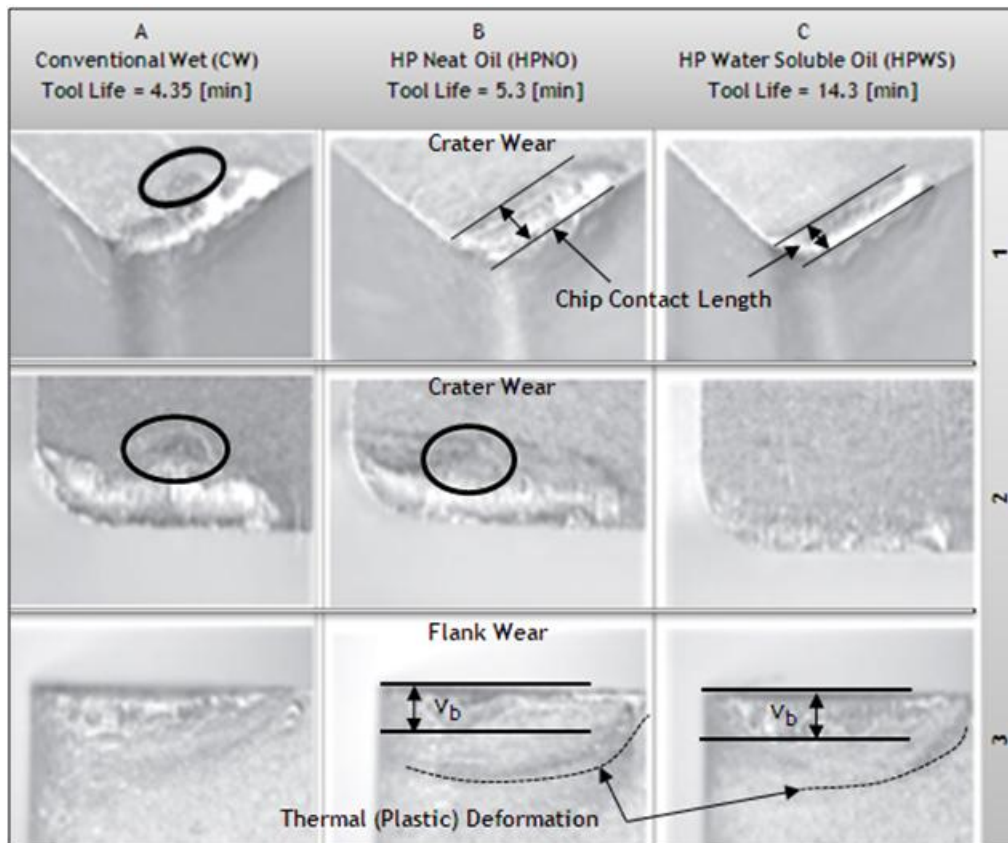 A
Conventional Wet (CW)
Tool Life = 4.35 [min]
B
HP Neat Oil (HPNO)
Tool Life = 5.3 [min]
C
HP Water Soluble Oil (HPWS)
Tool Life = 14.3 [min]
Crater Wear
Chip Contact Length
1
Crater Wear
2
Flank Wear
Vb
Vb
3
Thermal (Plastic) Deformation